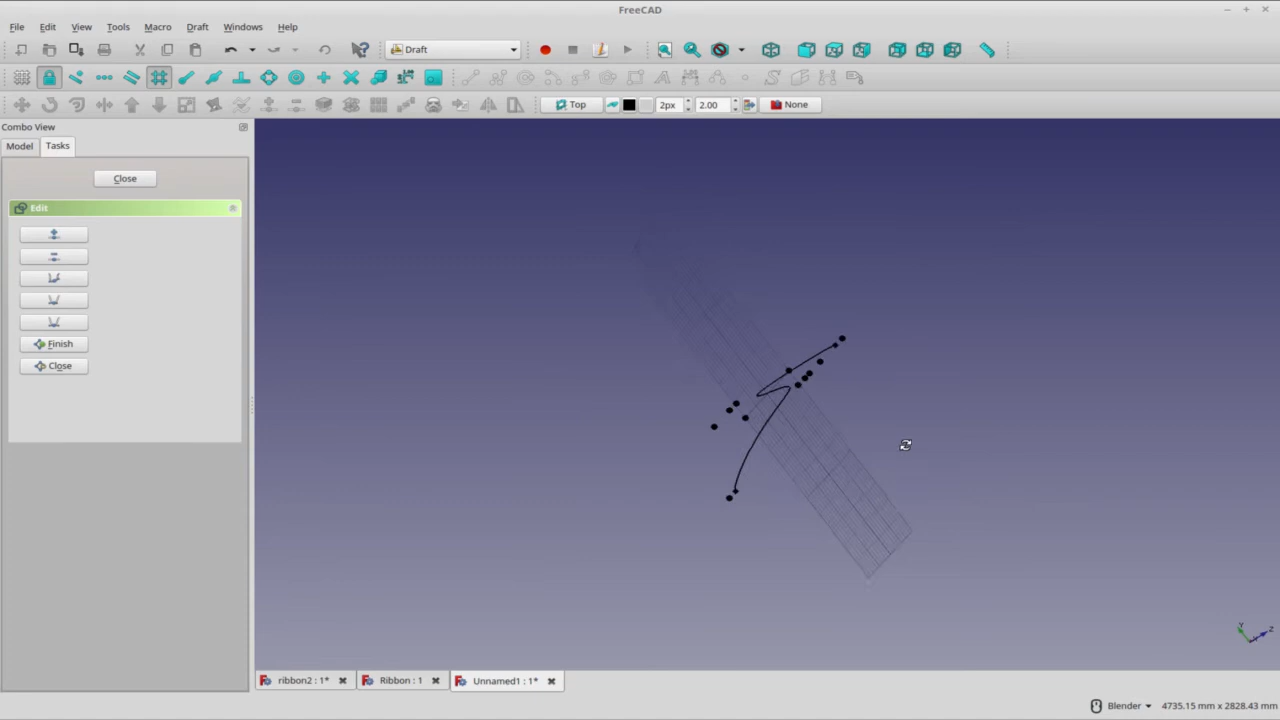 FreeCAD
File Edit View Tools Macro Draft Windows Help
Draft
Top 2px 2.00 None
Combo View
Model Tasks
Close
Edit
Finish
Close
Y Z
ribbon2 : 1* Ribbon : 1 Unnamed1 : 1*
Blender 4735.15 mm x 2828.43 mm